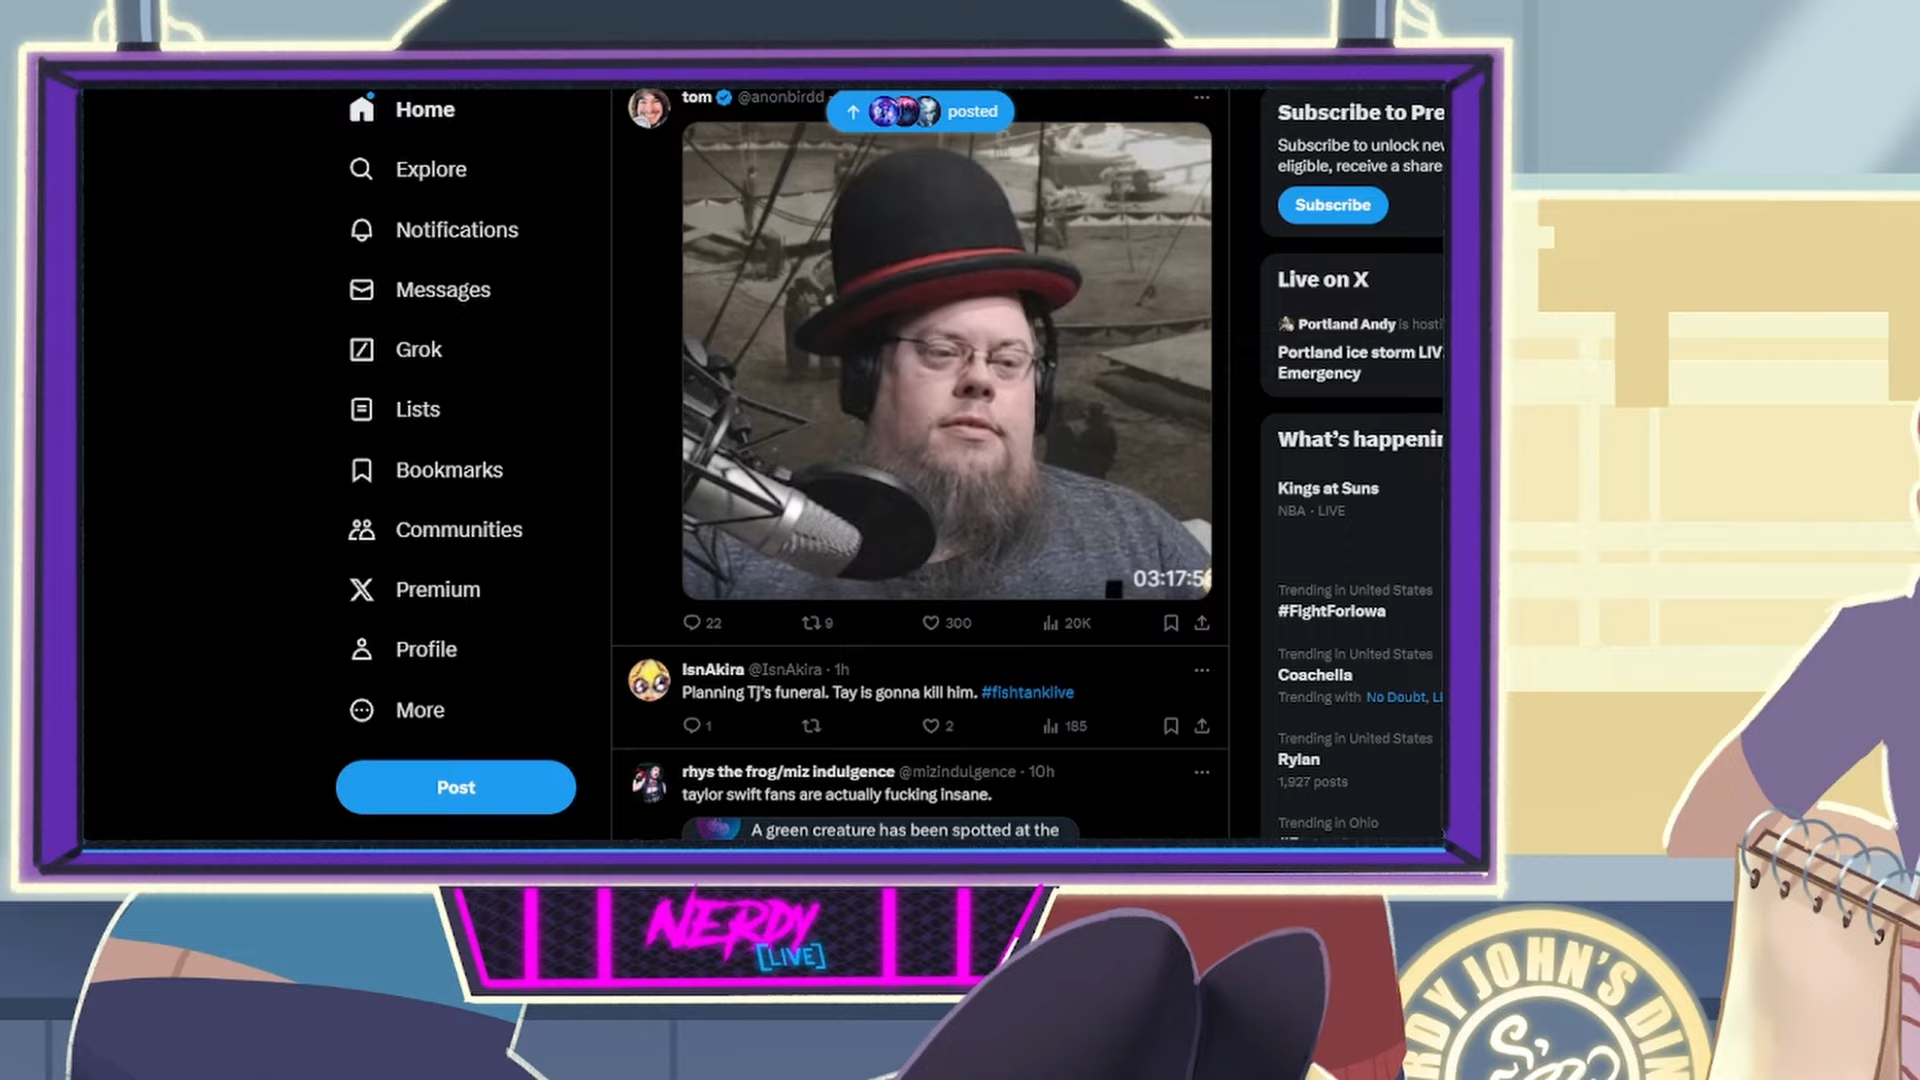 Home
Explore
Notifications
Messages
Grok
Lists
Bookmarks
Communities
Premium
Profile
More
Post
tom @anonbirdd
posted
03:17:5
22 9 300 20K
IsnAkira @IsnAkira · 1h
Planning Tj's funeral. Tay is gonna kill him. #fishtanklive
1 2 185
rhys the frog/miz indulgence @mizindulgence · 10h
taylor swift fans are actually fucking insane.
A green creature has been spotted at the
Subscribe to Pre
Subscribe to unlock new
eligible, receive a share
Subscribe
Live on X
Portland Andy is hosti
Portland ice storm LIV
Emergency
What's happenin
Kings at Suns
NBA · LIVE
Trending in United States
#FightForIowa
Trending in United States
Coachella
Trending with No Doubt, Li
Trending in United States
Rylan
1,927 posts
Trending in Ohio
NERDY
[LIVE]
RDY JOHN'S DIN